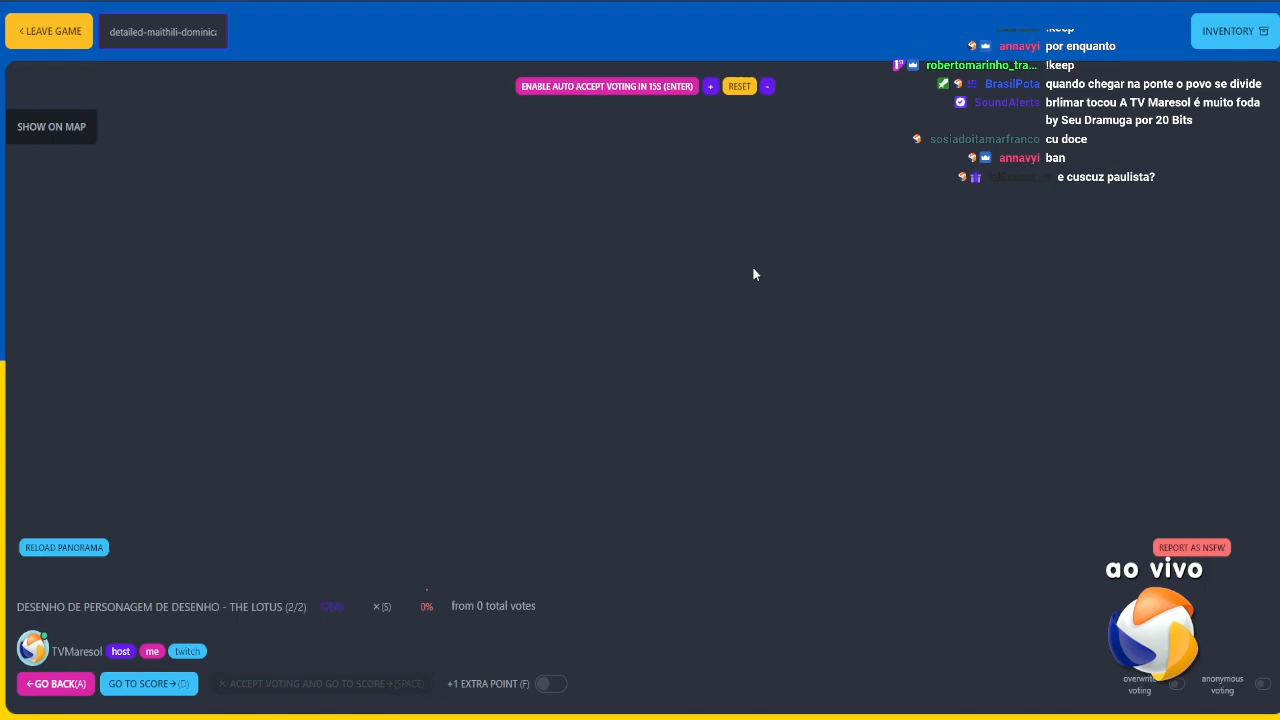 LEAVE GAME
detailed-maithili-dominica
INVENTORY
!keep
annavyi por enquanto
robertomarinho_tra... !keep
ENABLE AUTO ACCEPT VOTING IN 15S (ENTER) + RESET -
BrasilPota quando chegar na ponte o povo se divide
SoundAlerts brlimar tocou A TV Maresol é muito foda
by Seu Dramuga por 20 Bits
SHOW ON MAP
sosiadoitamarfranco cu doce
annavyi ban
e cuscuz paulista?
RELOAD PANORAMA
REPORT AS NSFW
ao vivo
DESENHO DE PERSONAGEM DE DESENHO - THE LOTUS (2/2) ×(S) 0% from 0 total votes
TVMaresol host me twitch
←GO BACK(A) GO TO SCORE→(D) × ACCEPT VOTING AND GO TO SCORE→(SPACE) +1 EXTRA POINT (F)
overwrite voting
anonymous voting